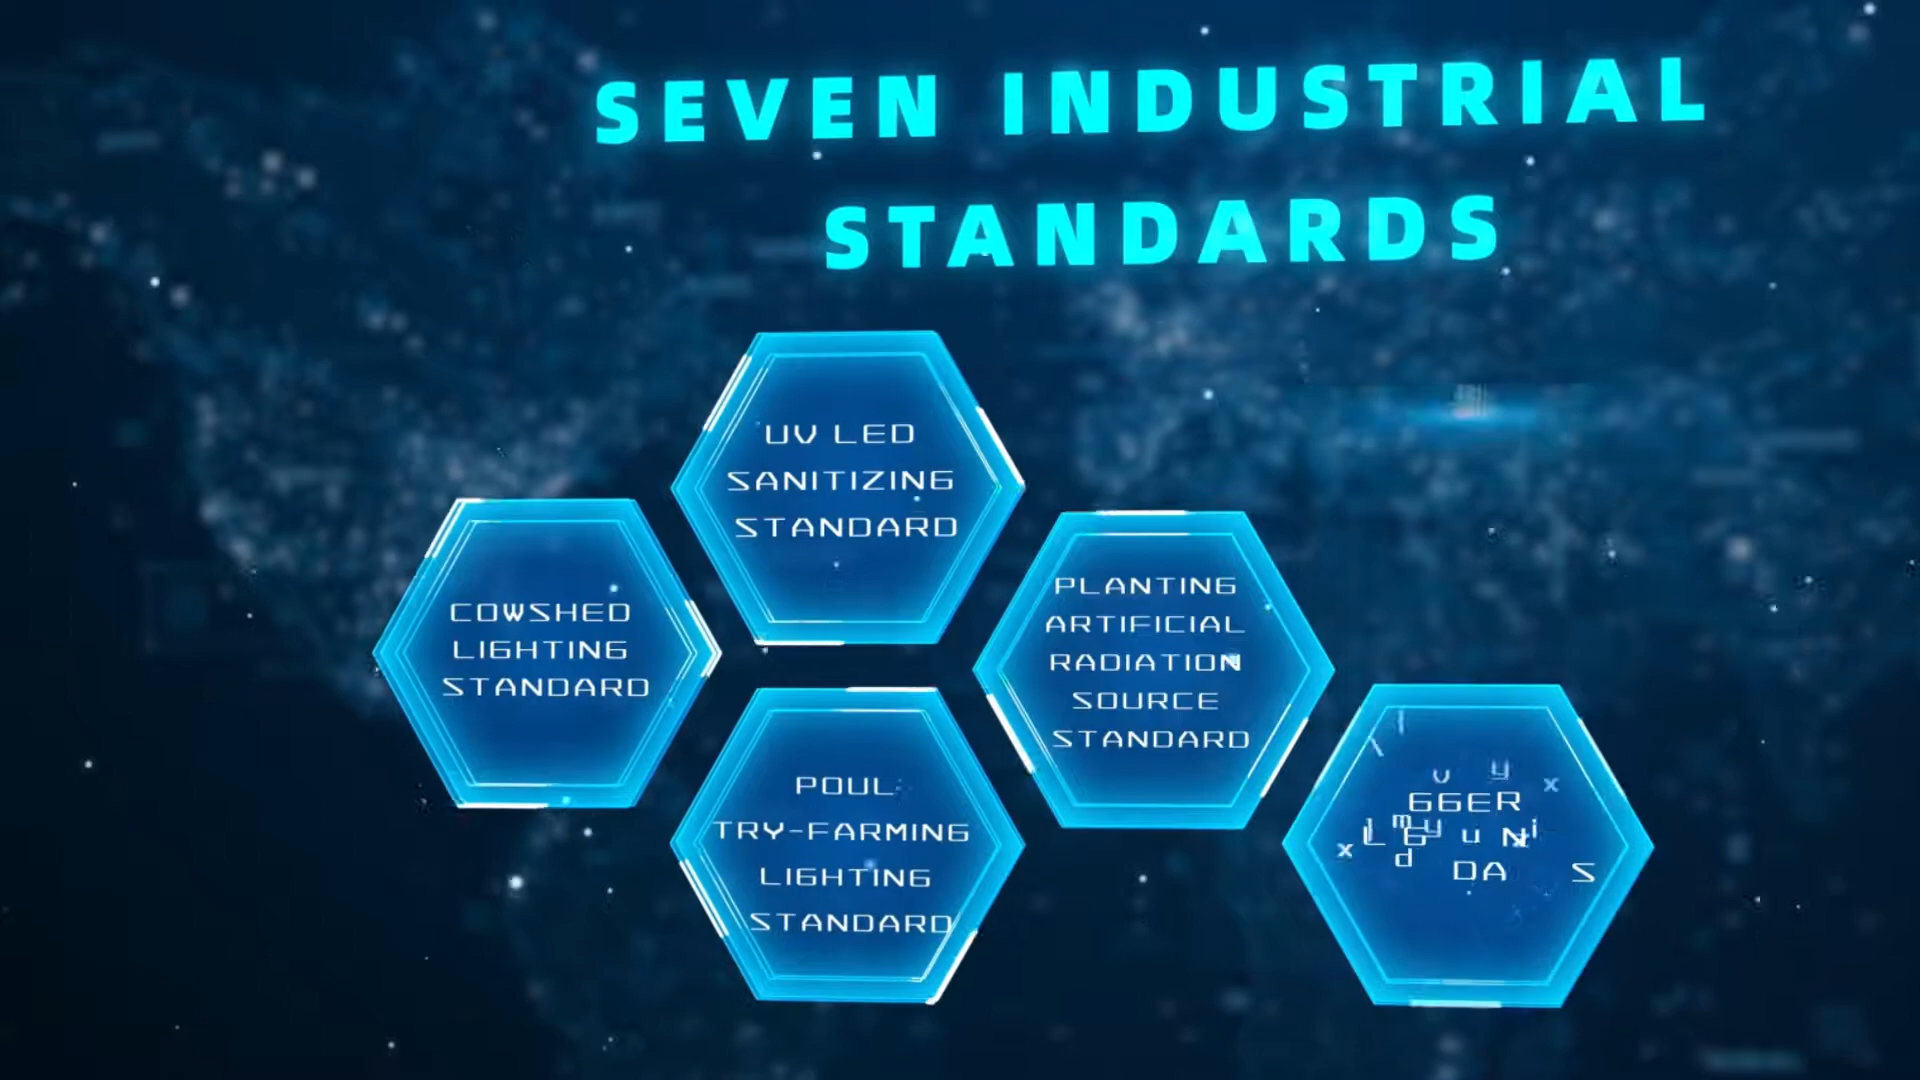 SEVEN INDUSTRIAL
STANDARDS
UV LED
SANITIZING
STANDARD
COWSHED
LIGHTING
STANDARD
PLANTING
ARTIFICIAL
RADIATION
SOURCE
STANDARD
POUL
TRY-FARMING
LIGHTING
STANDARD